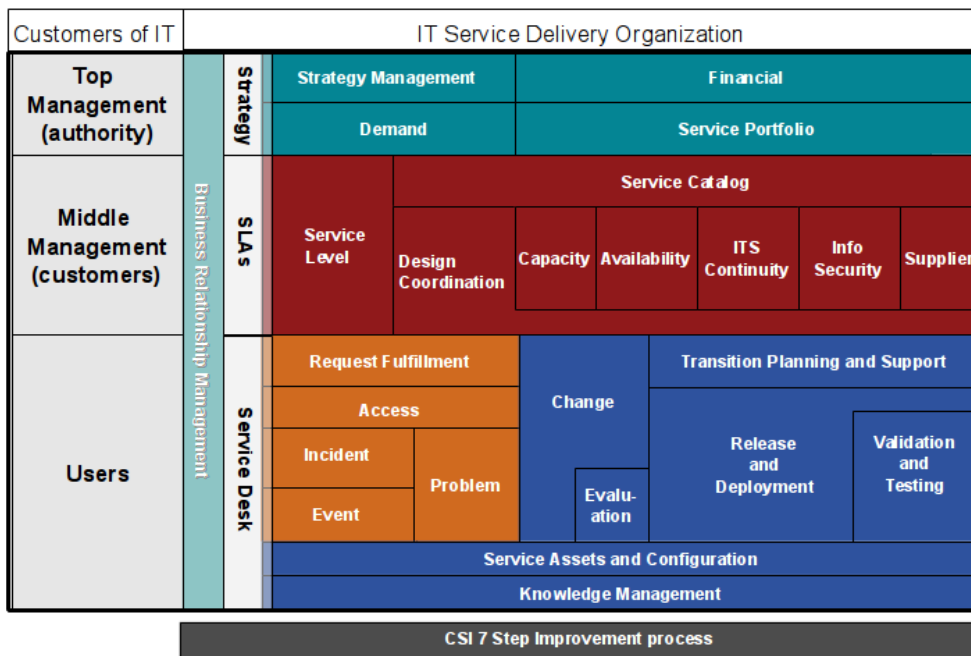 Customers of IT
IT Service Delivery Organization
Top
Management
(authority)
Middle
Management
(customers)
Users
Business Relationship Management
Strategy
SLAs
Service Desk
Strategy Management
Financial
Demand
Service Portfolio
Service Catalog
Service
Level
Design
Coordination
Capacity
Availability
ITS
Continuity
Info
Security
Supplier
Request Fulfillment
Access
Incident
Event
Problem
Change
Evalu-
ation
Transition Planning and Support
Release
and
Deployment
Validation
and
Testing
Service Assets and Configuration
Knowledge Management
CSI 7 Step Improvement process